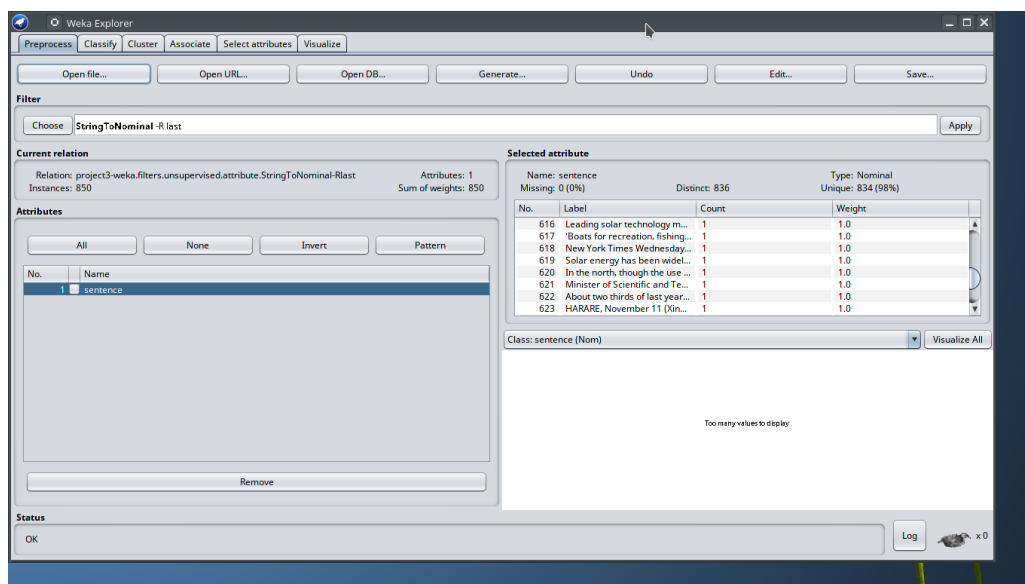 Weka Explorer
Preprocess Classify Cluster Associate Select attributes Visualize
Open file... Open URL... Open DB... Generate... Undo Edit... Save...
Filter
Choose StringToNominal -R last Apply
Current relation
Relation: project3-weka.filters.unsupervised.attribute.StringToNominal-Rlast Attributes: 1
Instances: 850 Sum of weights: 850
Attributes
All None Invert Pattern
No. Name
1 sentence
Remove
Selected attribute
Name: sentence Type: Nominal
Missing: 0 (0%) Distinct: 836 Unique: 834 (98%)
No. Label Count Weight
616 Leading solar technology m... 1 1.0
617 'Boats for recreation, fishing... 1 1.0
618 New York Times Wednesday... 1 1.0
619 Solar energy has been widel... 1 1.0
620 In the north, though the use ... 1 1.0
621 Minister of Scientific and Te... 1 1.0
622 About two thirds of last year... 1 1.0
623 HARARE, November 11 (Xin... 1 1.0
Class: sentence (Nom) Visualize All
Too many values to display
Status
OK Log x 0